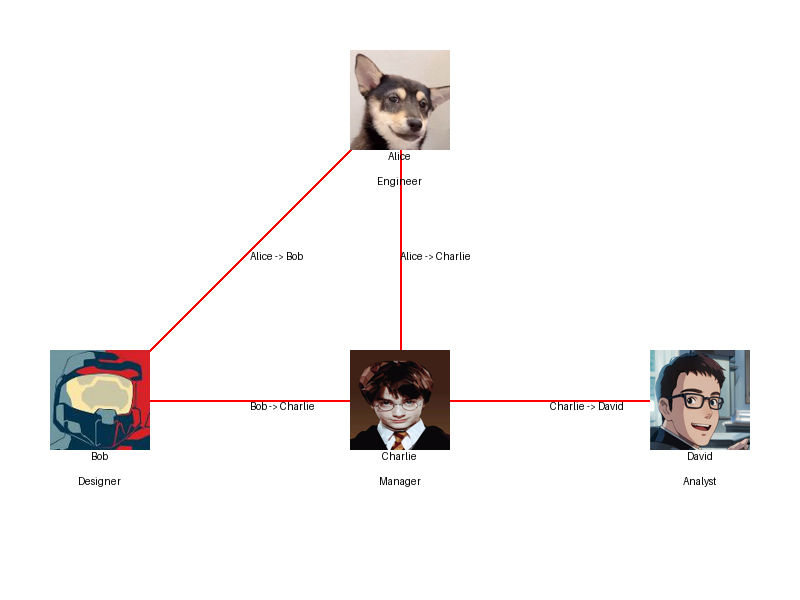 Alice
Engineer
Alice -> Bob
Alice -> Charlie
Bob -> Charlie
Charlie -> David
Bob
Charlie
David
Designer
Manager
Analyst